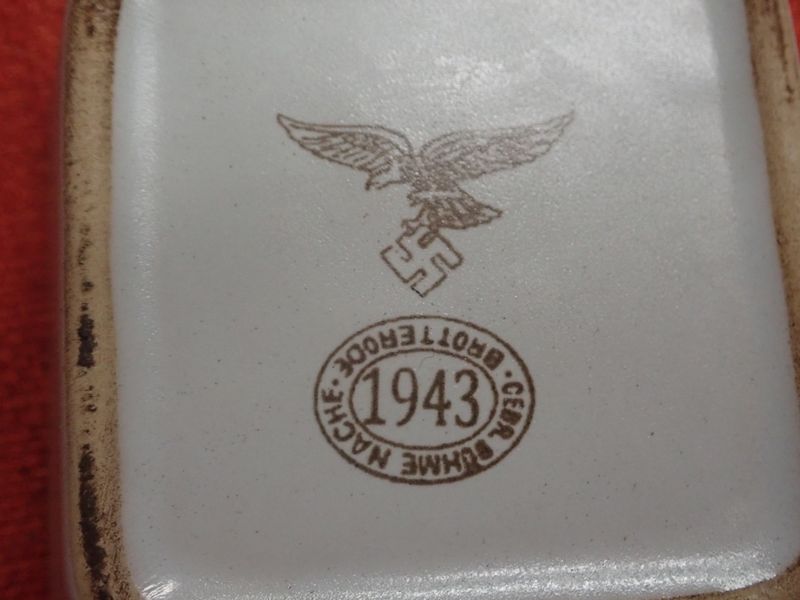 BROTTERODE
1943
GEBR. BÖHME NACHF.